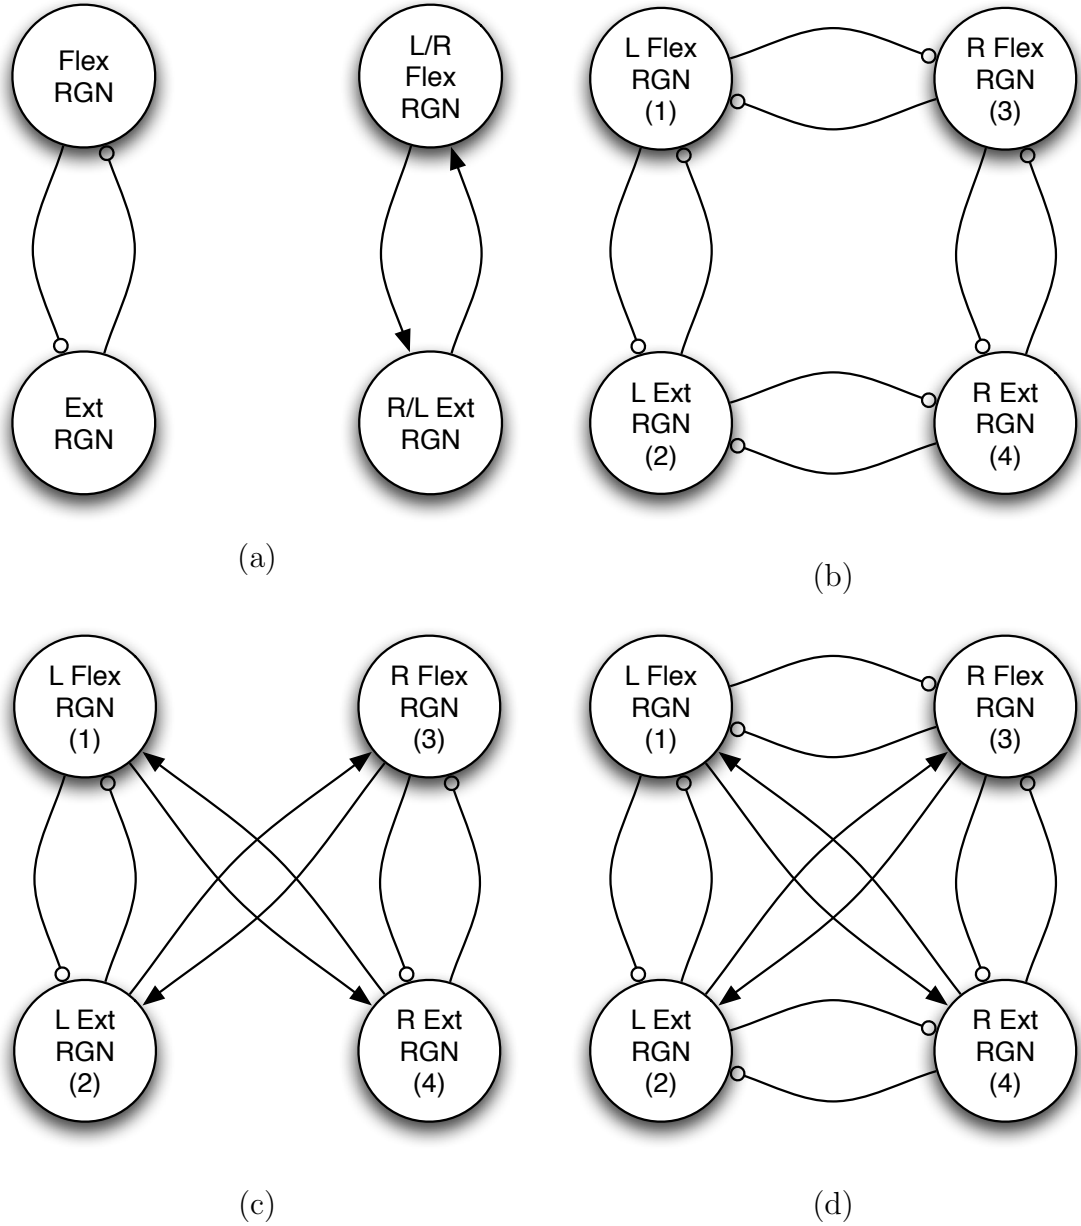 Flex
RGN
L/R
Flex
RGN
Ext
RGN
R/L Ext
RGN
(a)
L Flex
RGN
(1)
R Flex
RGN
(3)
L Ext
RGN
(2)
R Ext
RGN
(4)
(b)
L Flex
RGN
(1)
R Flex
RGN
(3)
L Ext
RGN
(2)
R Ext
RGN
(4)
(c)
L Flex
RGN
(1)
R Flex
RGN
(3)
L Ext
RGN
(2)
R Ext
RGN
(4)
(d)